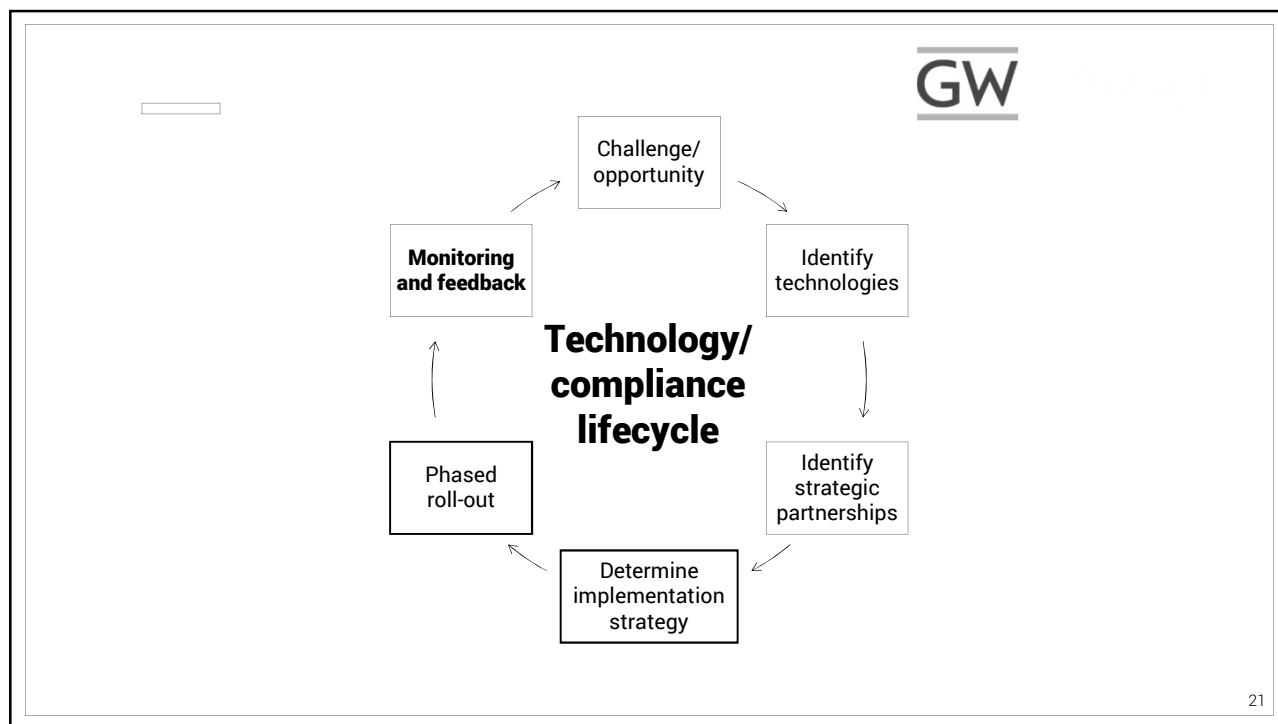 GW
Challenge/
opportunity
Identify
technologies
Identify
strategic
partnerships
Determine
implementation
strategy
Phased
roll-out
Monitoring
and feedback
Technology/
compliance
lifecycle
21